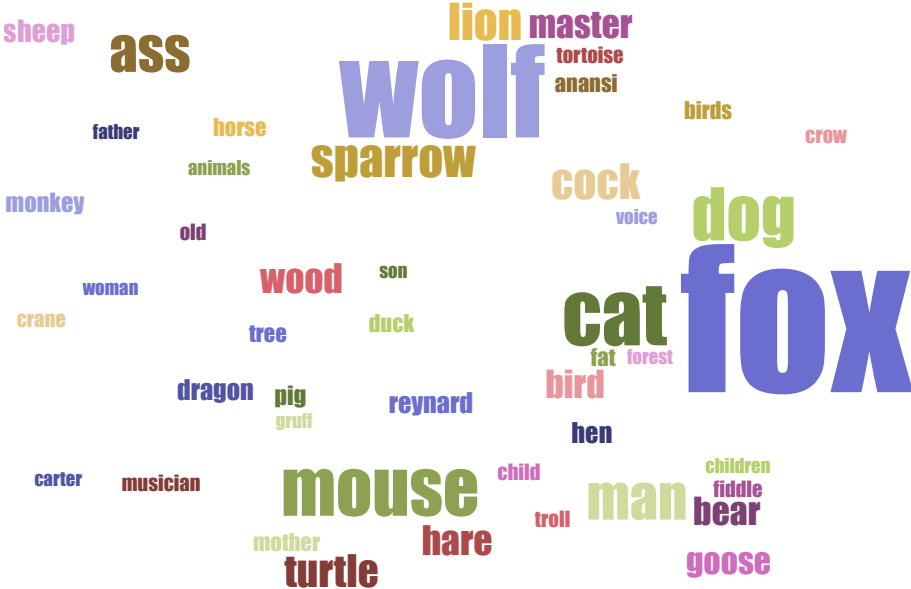 lion
master
sheep
ass
wolf
tortoise
anansi
birds
father
horse
crow
sparrow
animals
cock
monkey
voice
dog
old
wood
son
woman
fox
cat
crane
tree
duck
fat
forest
dragon
pig
bird
reynard
gruff
hen
carter
musician
mouse
child
man
children
fiddle
bear
troll
mother
hare
turtle
goose